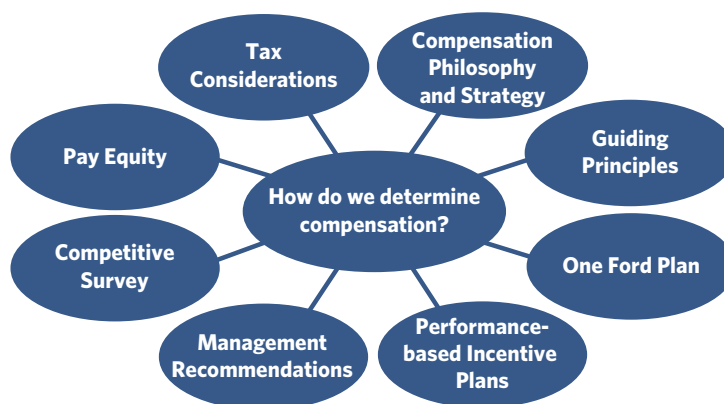 Tax
Considerations
Compensation
Philosophy
and Strategy
Pay Equity
Guiding
Principles
How do we determine
compensation?
Competitive
Survey
One Ford Plan
Management
Recommendations
Performance-
based Incentive
Plans